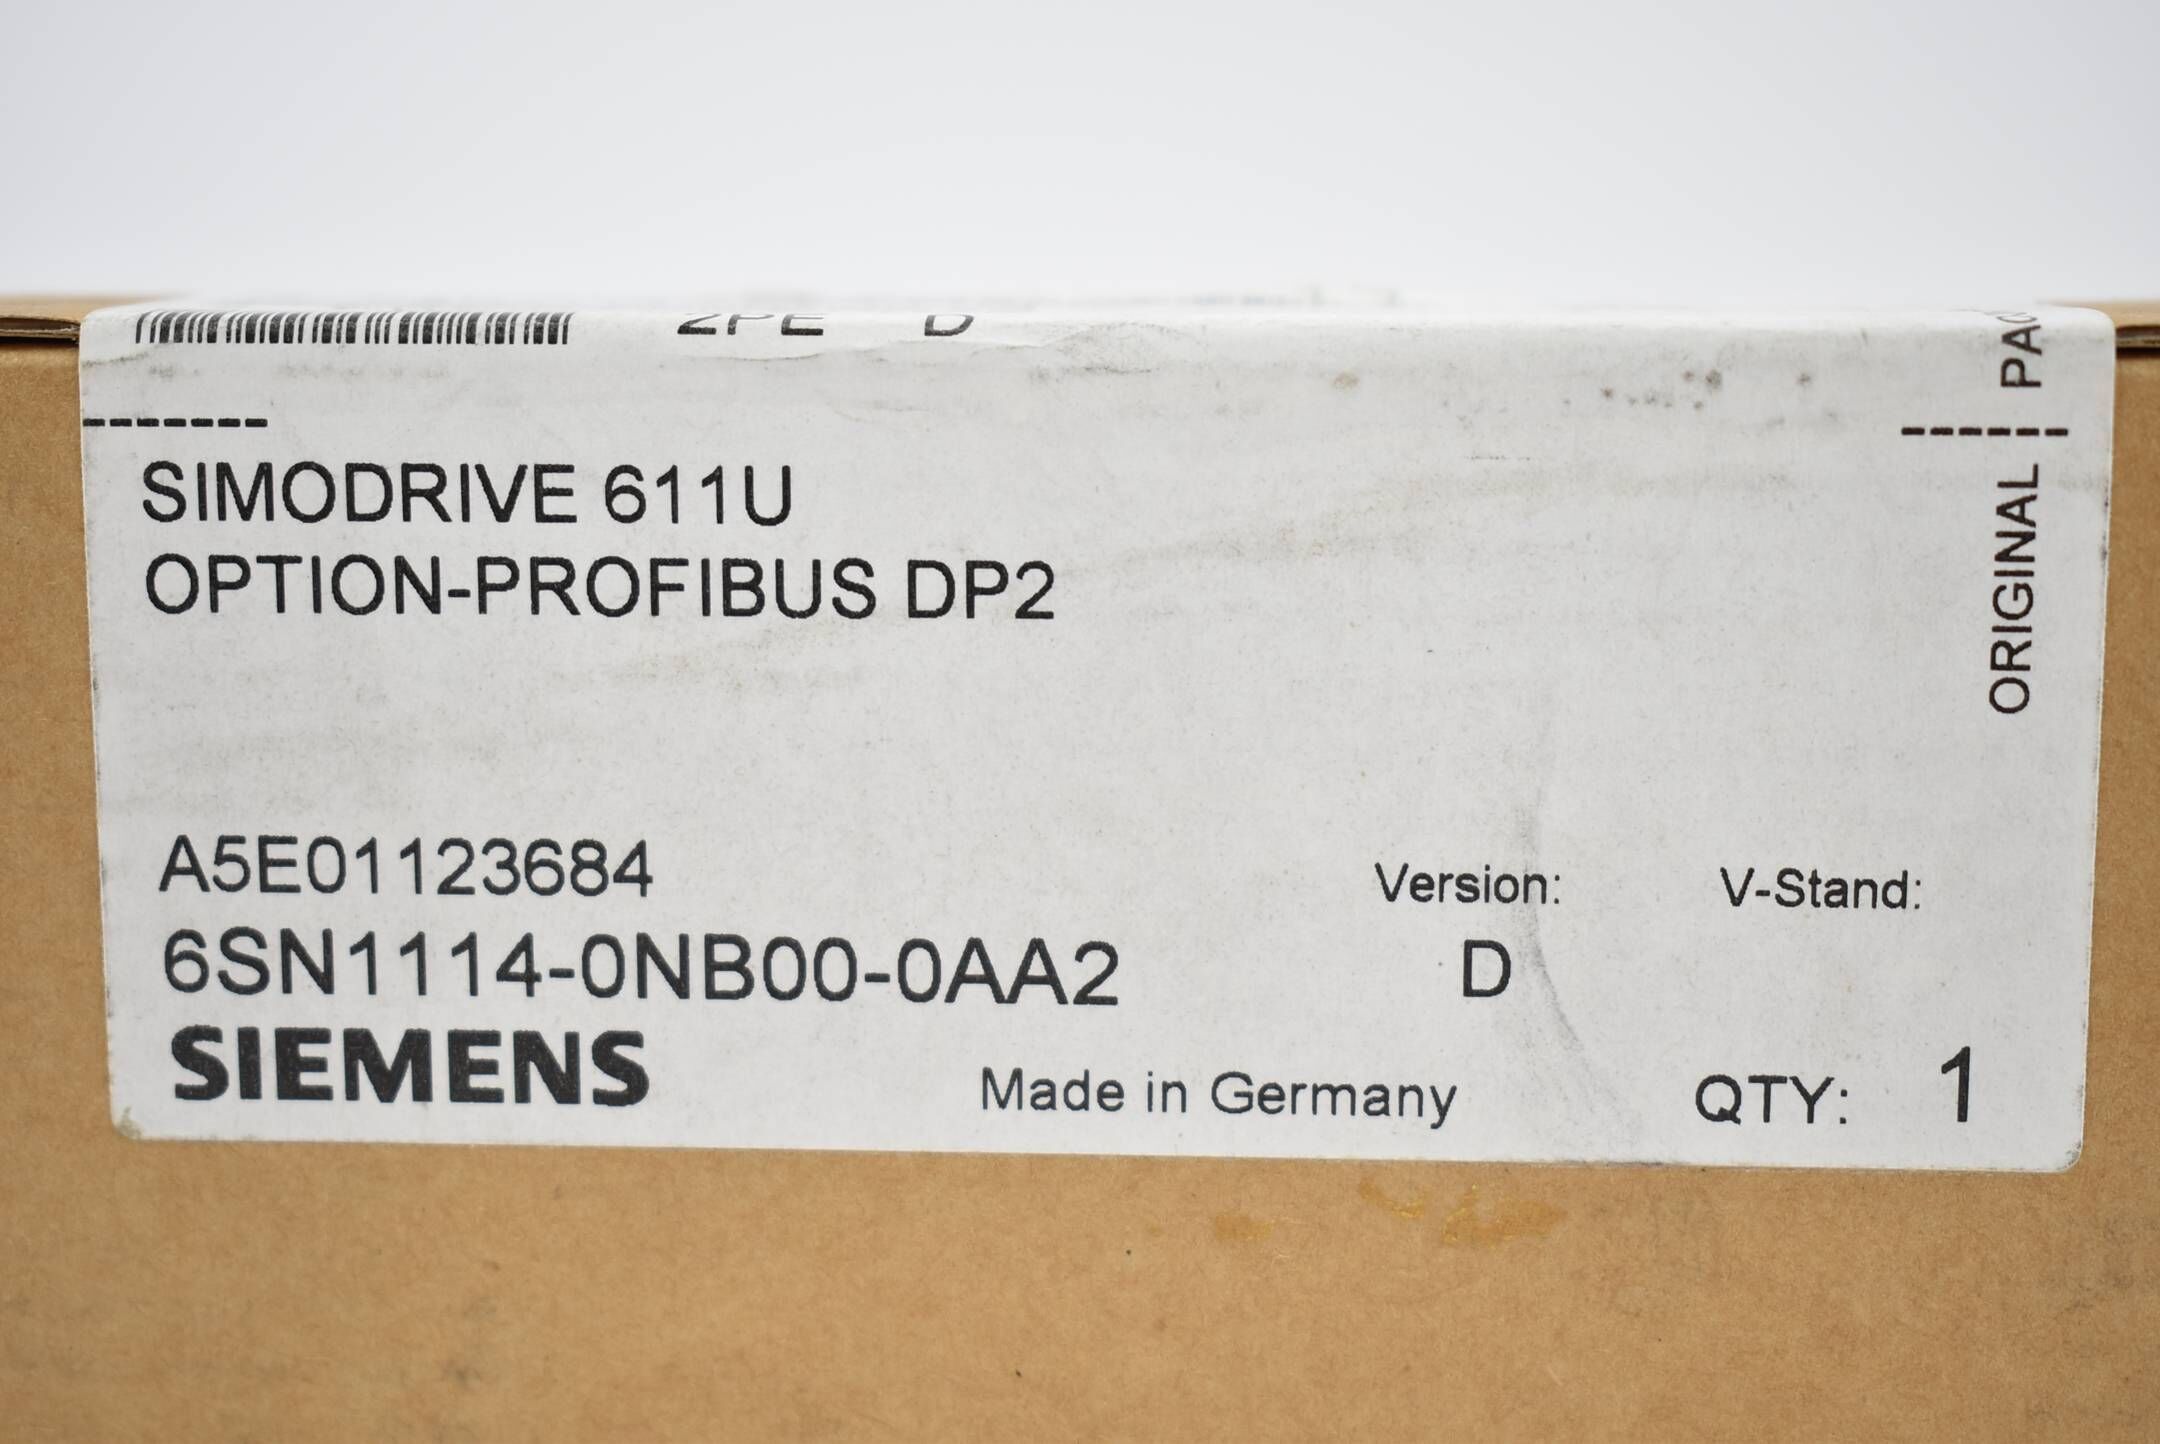 2PE D
SIMODRIVE 611U
OPTION-PROFIBUS DP2
ORIGINAL
A5E01123684
Version: V-Stand:
6SN1114-0NB00-0AA2 D
SIEMENS
Made in Germany
QTY: 1